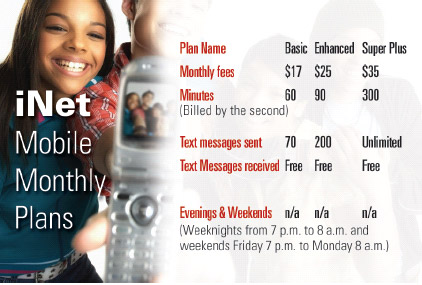 iNet
Mobile
Monthly
Plans
Plan Name Basic Enhanced Super Plus
Monthly fees $17 $25 $35
Minutes 60 90 300
(Billed by the second)
Text messages sent 70 200 Unlimited
Text Messages received Free Free Free
Evenings & Weekends n/a n/a n/a
(Weeknights from 7 p.m. to 8 a.m. and
weekends Friday 7 p.m. to Monday 8 a.m.)